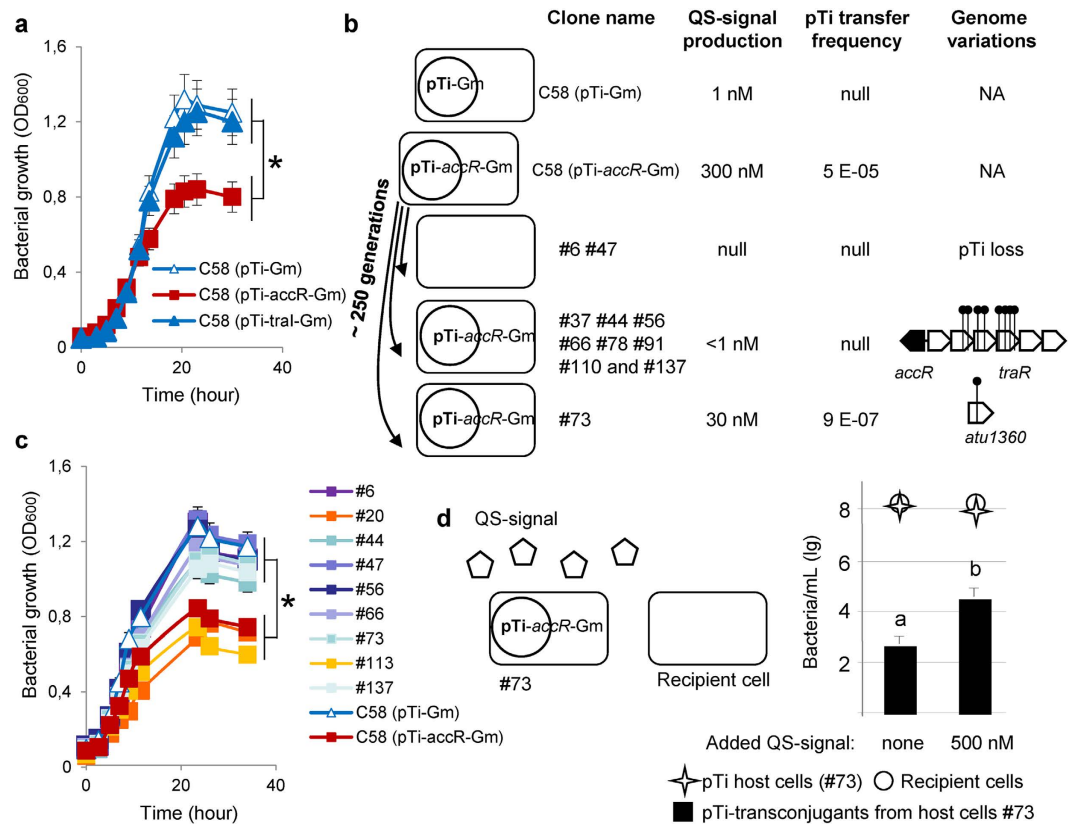 a
1,6
1,2
0,8
0,4
0
Bacterial growth (OD600)
0 20 40
Time (hour)
C58 (pTi-Gm)
C58 (pTi-accR-Gm)
C58 (pTi-traI-Gm)
b
Clone name QS-signal production pTi transfer frequency Genome variations
pTi-Gm C58 (pTi-Gm) 1 nM null NA
pTi-accR-Gm C58 (pTi-accR-Gm) 300 nM 5 E-05 NA
~ 250 generations
#6 #47 null null pTi loss
pTi-accR-Gm
#37 #44 #56
#66 #78 #91
#110 and #137
<1 nM null
accR traR
pTi-accR-Gm #73 30 nM 9 E-07
atu1360
c
1,6
1,2
0,8
0,4
0
Bacterial growth (OD600)
0 20 40
Time (hour)
#6
#20
#44
#47
#56
#66
#73
#113
#137
C58 (pTi-Gm)
C58 (pTi-accR-Gm)
*
*
d
QS-signal
pTi-accR-Gm
#73
Recipient cell
Bacteria/mL (lg)
8
6
4
2
a
b
Added QS-signal: none 500 nM
pTi host cells (#73) Recipient cells
pTi-transconjugants from host cells #73